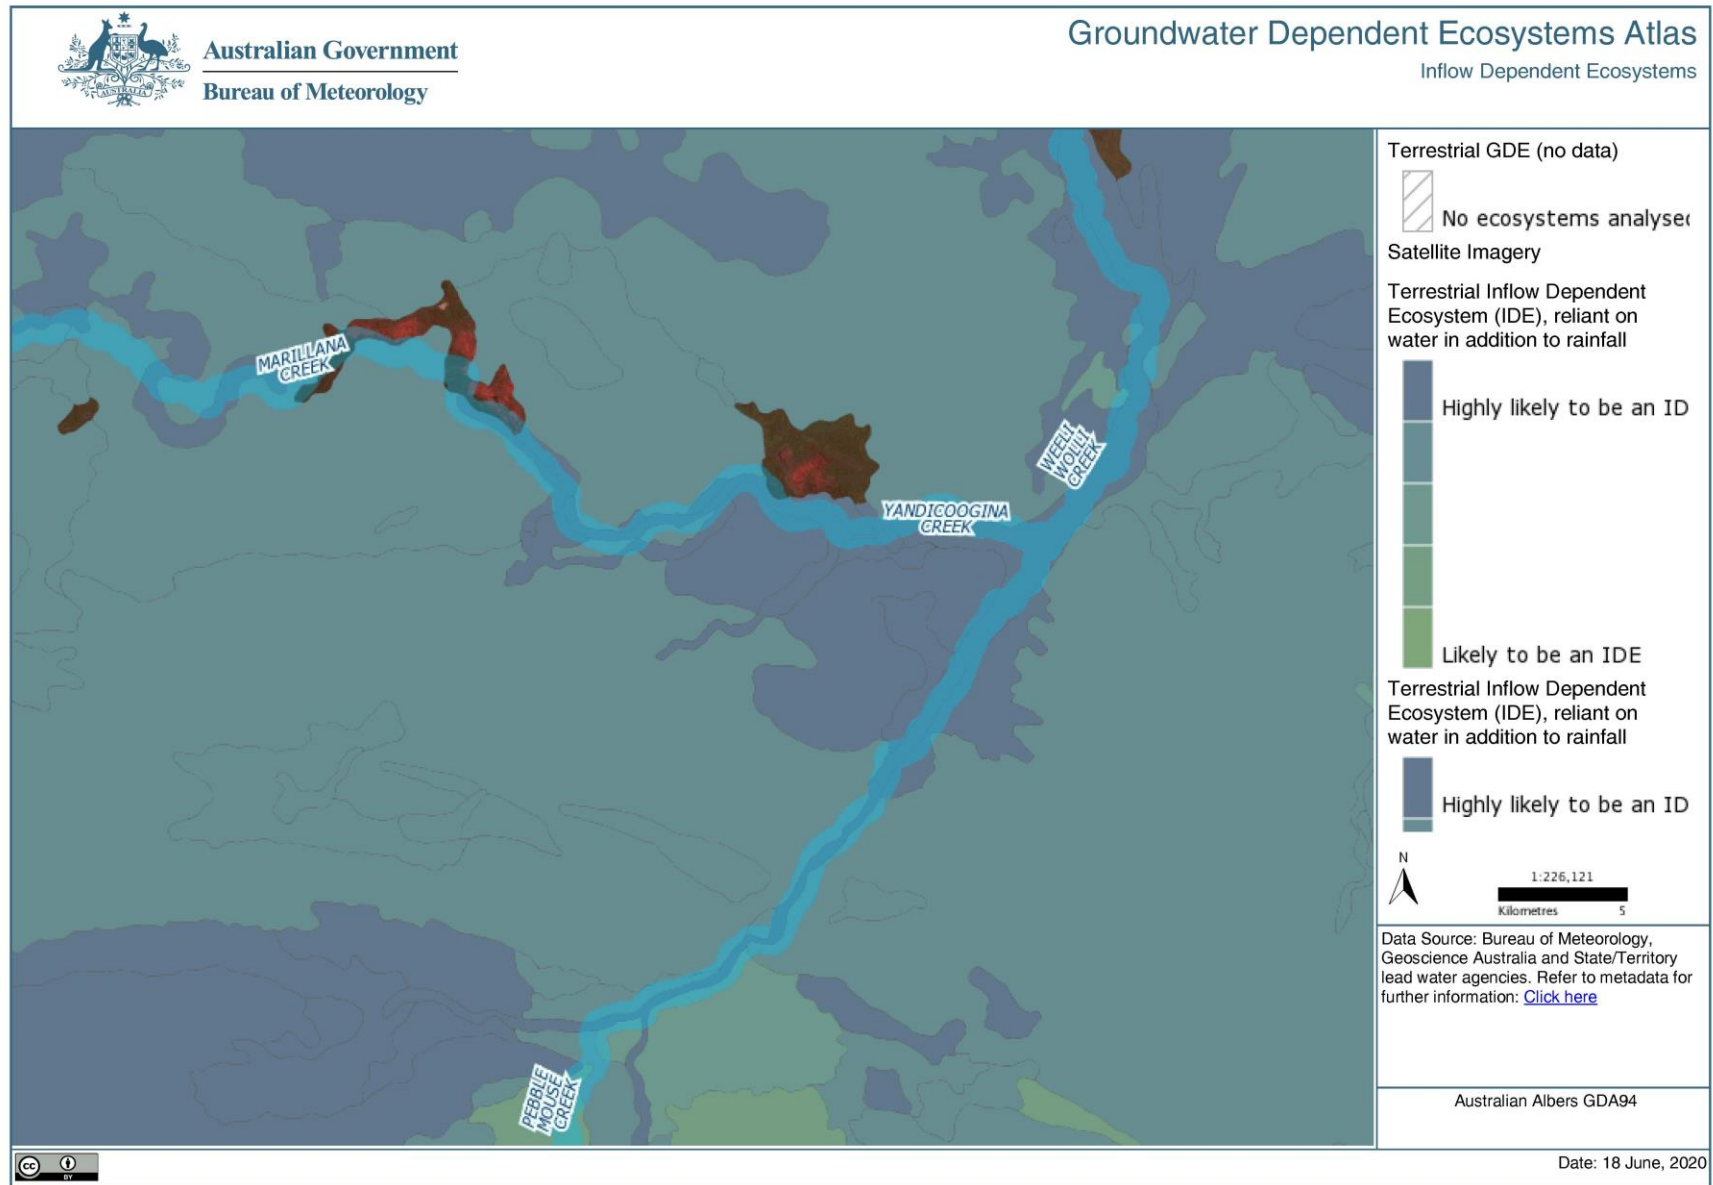 Australian Government
Bureau of Meteorology
Groundwater Dependent Ecosystems Atlas
Inflow Dependent Ecosystems
MARILLANA
CREEK
YANDICOOGINA
CREEK
WEELI
WOLLI
CREEK
PEBBLE
MOUSE
CREEK
Terrestrial GDE (no data)
No ecosystems analysec
Satellite Imagery
Terrestrial Inflow Dependent
Ecosystem (IDE), reliant on
water in addition to rainfall
Highly likely to be an ID
Likely to be an IDE
Terrestrial Inflow Dependent
Ecosystem (IDE), reliant on
water in addition to rainfall
Highly likely to be an ID
N
1:226,121
Kilometres 5
Data Source: Bureau of Meteorology,
Geoscience Australia and State/Territory
lead water agencies. Refer to metadata for
further information: Click here
Australian Albers GDA94
Date: 18 June, 2020
AUSTRALIA
cc
BY